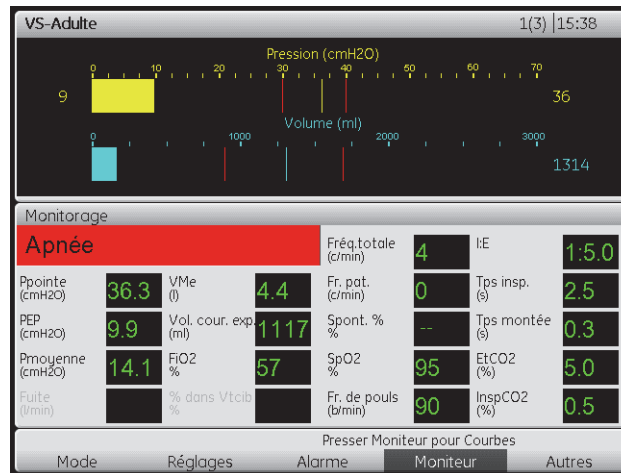 VS-Adulte 1(3) 15:38
Pression (cmH2O)
0 10 20 30 40 50 60 70
9 36
Volume (ml)
0 1000 2000 3000
1314
Monitorage
Apnée
Fréq.totale (c/min) 4 I:E 1:5.0
Ppointe (cmH2O) 36.3 VMe (l) 4.4 Fr. pat. (c/min) 0 Tps insp. (s) 2.5
PEP (cmH2O) 9.9 Vol. cour. exp. (ml) 1117 Spont. % % -- Tps montée (s) 0.3
Pmoyenne (cmH2O) 14.1 FiO2 % 57 SpO2 % 95 EtCO2 (%) 5.0
Fuite (l/min) % dans Vtcib % Fr. de pouls (b/min) 90 InspCO2 (%) 0.5
Presser Moniteur pour Courbes
Mode Réglages Alarme Moniteur Autres